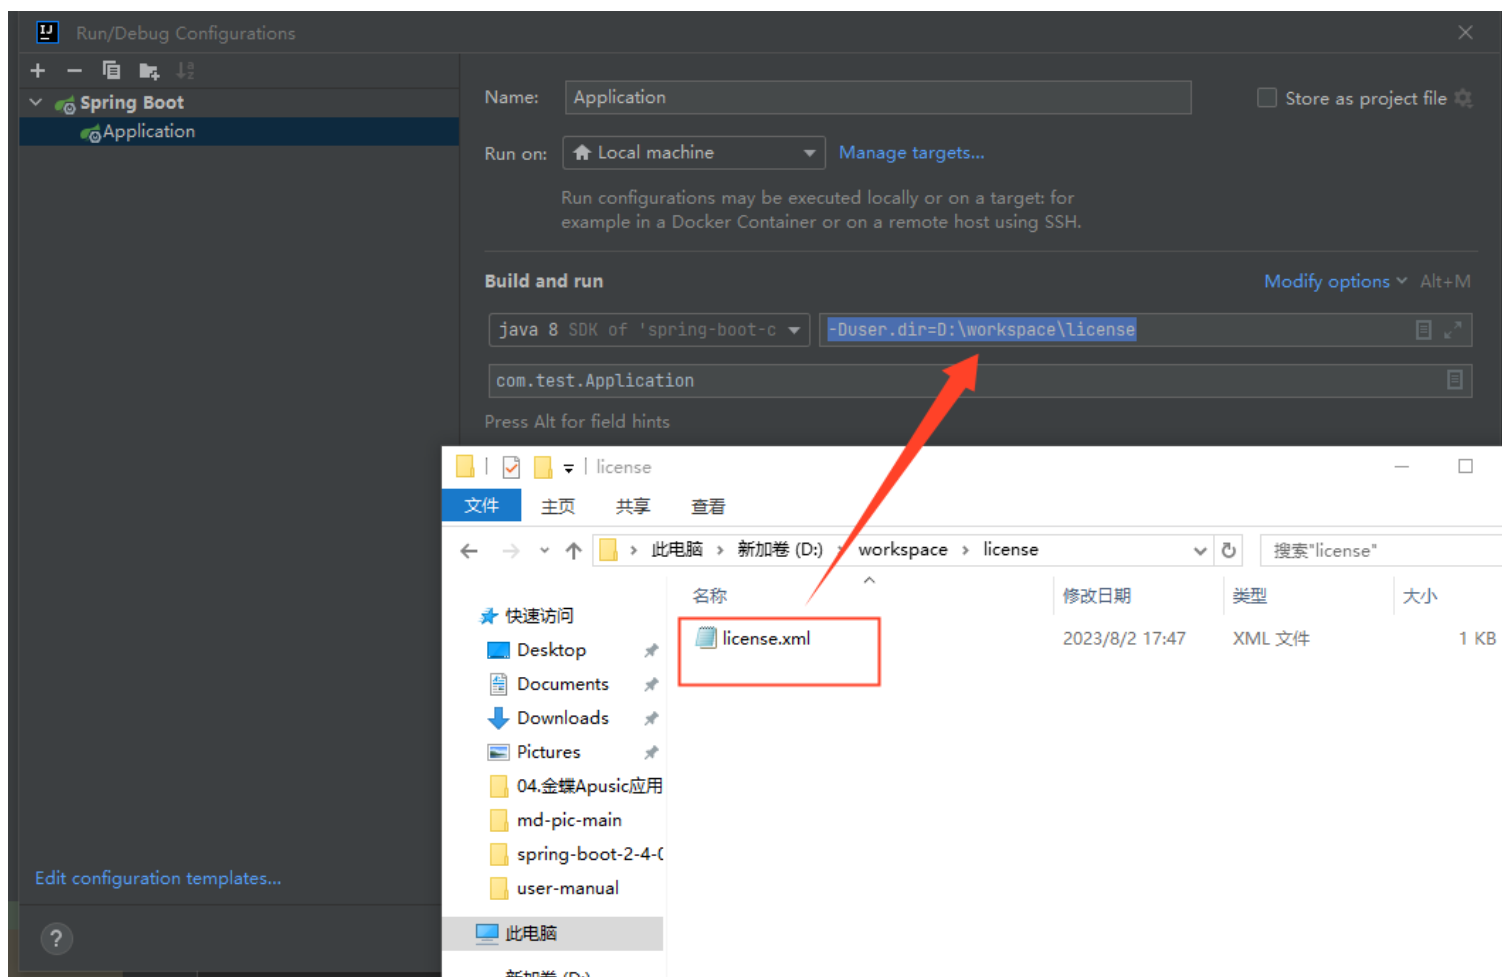 Run/Debug Configurations
Spring Boot
Application
Name: Application
Store as project file
Run on: Local machine Manage targets...
Run configurations may be executed locally or on a target: for
example in a Docker Container or on a remote host using SSH.
Build and run
Modify options Alt+M
java 8 SDK of 'spring-boot-c -Duser.dir=D:\workspace\license
com.test.Application
Press Alt for field hints
license
文件 主页 共享 查看
此电脑 新加卷 (D:) workspace license 搜索"license"
名称 修改日期 类型 大小
license.xml 2023/8/2 17:47 XML 文件 1 KB
快速访问
Desktop
Documents
Downloads
Pictures
04.金蝶Apusic应用
md-pic-main
spring-boot-2-4-0
user-manual
此电脑
新加卷 (D:)
Edit configuration templates...
?